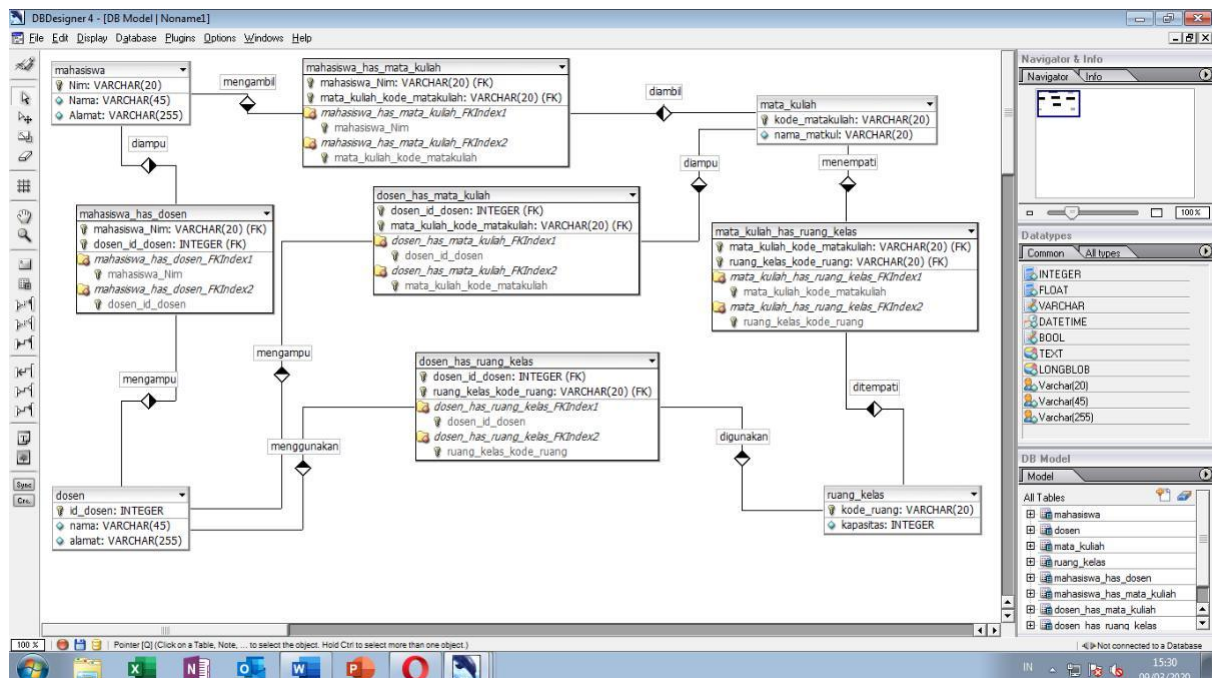 DBDesigner 4 - [DB Model | Noname1]
File Edit Display Database Plugins Options Windows Help
mahasiswa
Nim: VARCHAR(20)
Nama: VARCHAR(45)
Alamat: VARCHAR(255)
mengambil
mahasiswa_has_mata_kuliah
mahasiswa_Nim: VARCHAR(20) (FK)
mata_kuliah_kode_matakuliah: VARCHAR(20) (FK)
mahasiswa_has_mata_kuliah_FKIndex1
mahasiswa_Nim
mahasiswa_has_mata_kuliah_FKIndex2
mata_kuliah_kode_matakuliah
diambil
mata_kuliah
kode_matakuliah: VARCHAR(20)
nama_matkul: VARCHAR(20)
diampu
diampu
menempati
mahasiswa_has_dosen
mahasiswa_Nim: VARCHAR(20) (FK)
dosen_id_dosen: INTEGER (FK)
mahasiswa_has_dosen_FKIndex1
mahasiswa_Nim
mahasiswa_has_dosen_FKIndex2
dosen_id_dosen
dosen_has_mata_kuliah
dosen_id_dosen: INTEGER (FK)
mata_kuliah_kode_matakuliah: VARCHAR(20) (FK)
dosen_has_mata_kuliah_FKIndex1
dosen_id_dosen
dosen_has_mata_kuliah_FKIndex2
mata_kuliah_kode_matakuliah
mata_kuliah_has_ruang_kelas
mata_kuliah_kode_matakuliah: VARCHAR(20) (FK)
ruang_kelas_kode_ruang: VARCHAR(20) (FK)
mata_kuliah_has_ruang_kelas_FKIndex1
mata_kuliah_kode_matakuliah
mata_kuliah_has_ruang_kelas_FKIndex2
ruang_kelas_kode_ruang
mengampu
mengampu
dosen_has_ruang_kelas
dosen_id_dosen: INTEGER (FK)
ruang_kelas_kode_ruang: VARCHAR(20) (FK)
dosen_has_ruang_kelas_FKIndex1
dosen_id_dosen
dosen_has_ruang_kelas_FKIndex2
ruang_kelas_kode_ruang
ditempati
menggunakan
digunakan
dosen
id_dosen: INTEGER
nama: VARCHAR(45)
alamat: VARCHAR(255)
ruang_kelas
kode_ruang: VARCHAR(20)
kapasitas: INTEGER
Sync
Cre.
Navigator & Info
Navigator Info
100 %
Datatypes
Common All types
INTEGER
FLOAT
VARCHAR
DATETIME
BOOL
TEXT
LONGBLOB
Varchar(20)
Varchar(45)
Varchar(255)
DB Model
Model
All Tables
mahasiswa
dosen
mata_kuliah
ruang_kelas
mahasiswa_has_dosen
mahasiswa_has_mata_kuliah
dosen_has_mata_kuliah
dosen has ruang kelas
100 %
Pointer [Q] (Click on a Table, Note, ... to select the object. Hold Ctrl to select more than one object.)
Not connected to a Database
IN
15:30
09/03/2020